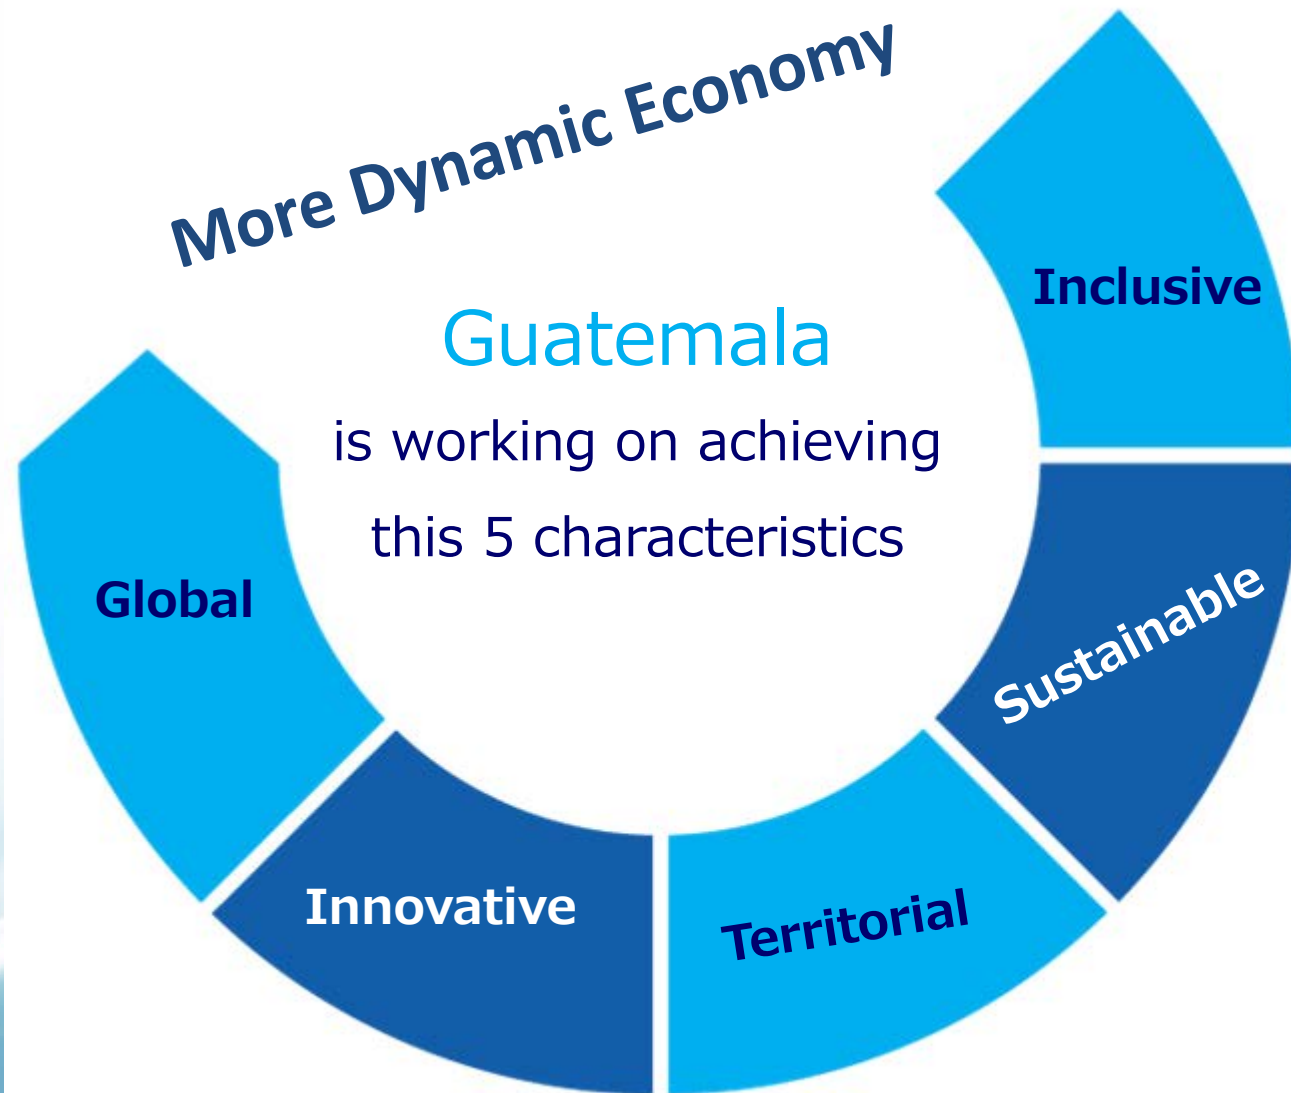 More Dynamic Economy
Guatemala
is working on achieving
this 5 characteristics
Inclusive
Sustainable
Territorial
Innovative
Global